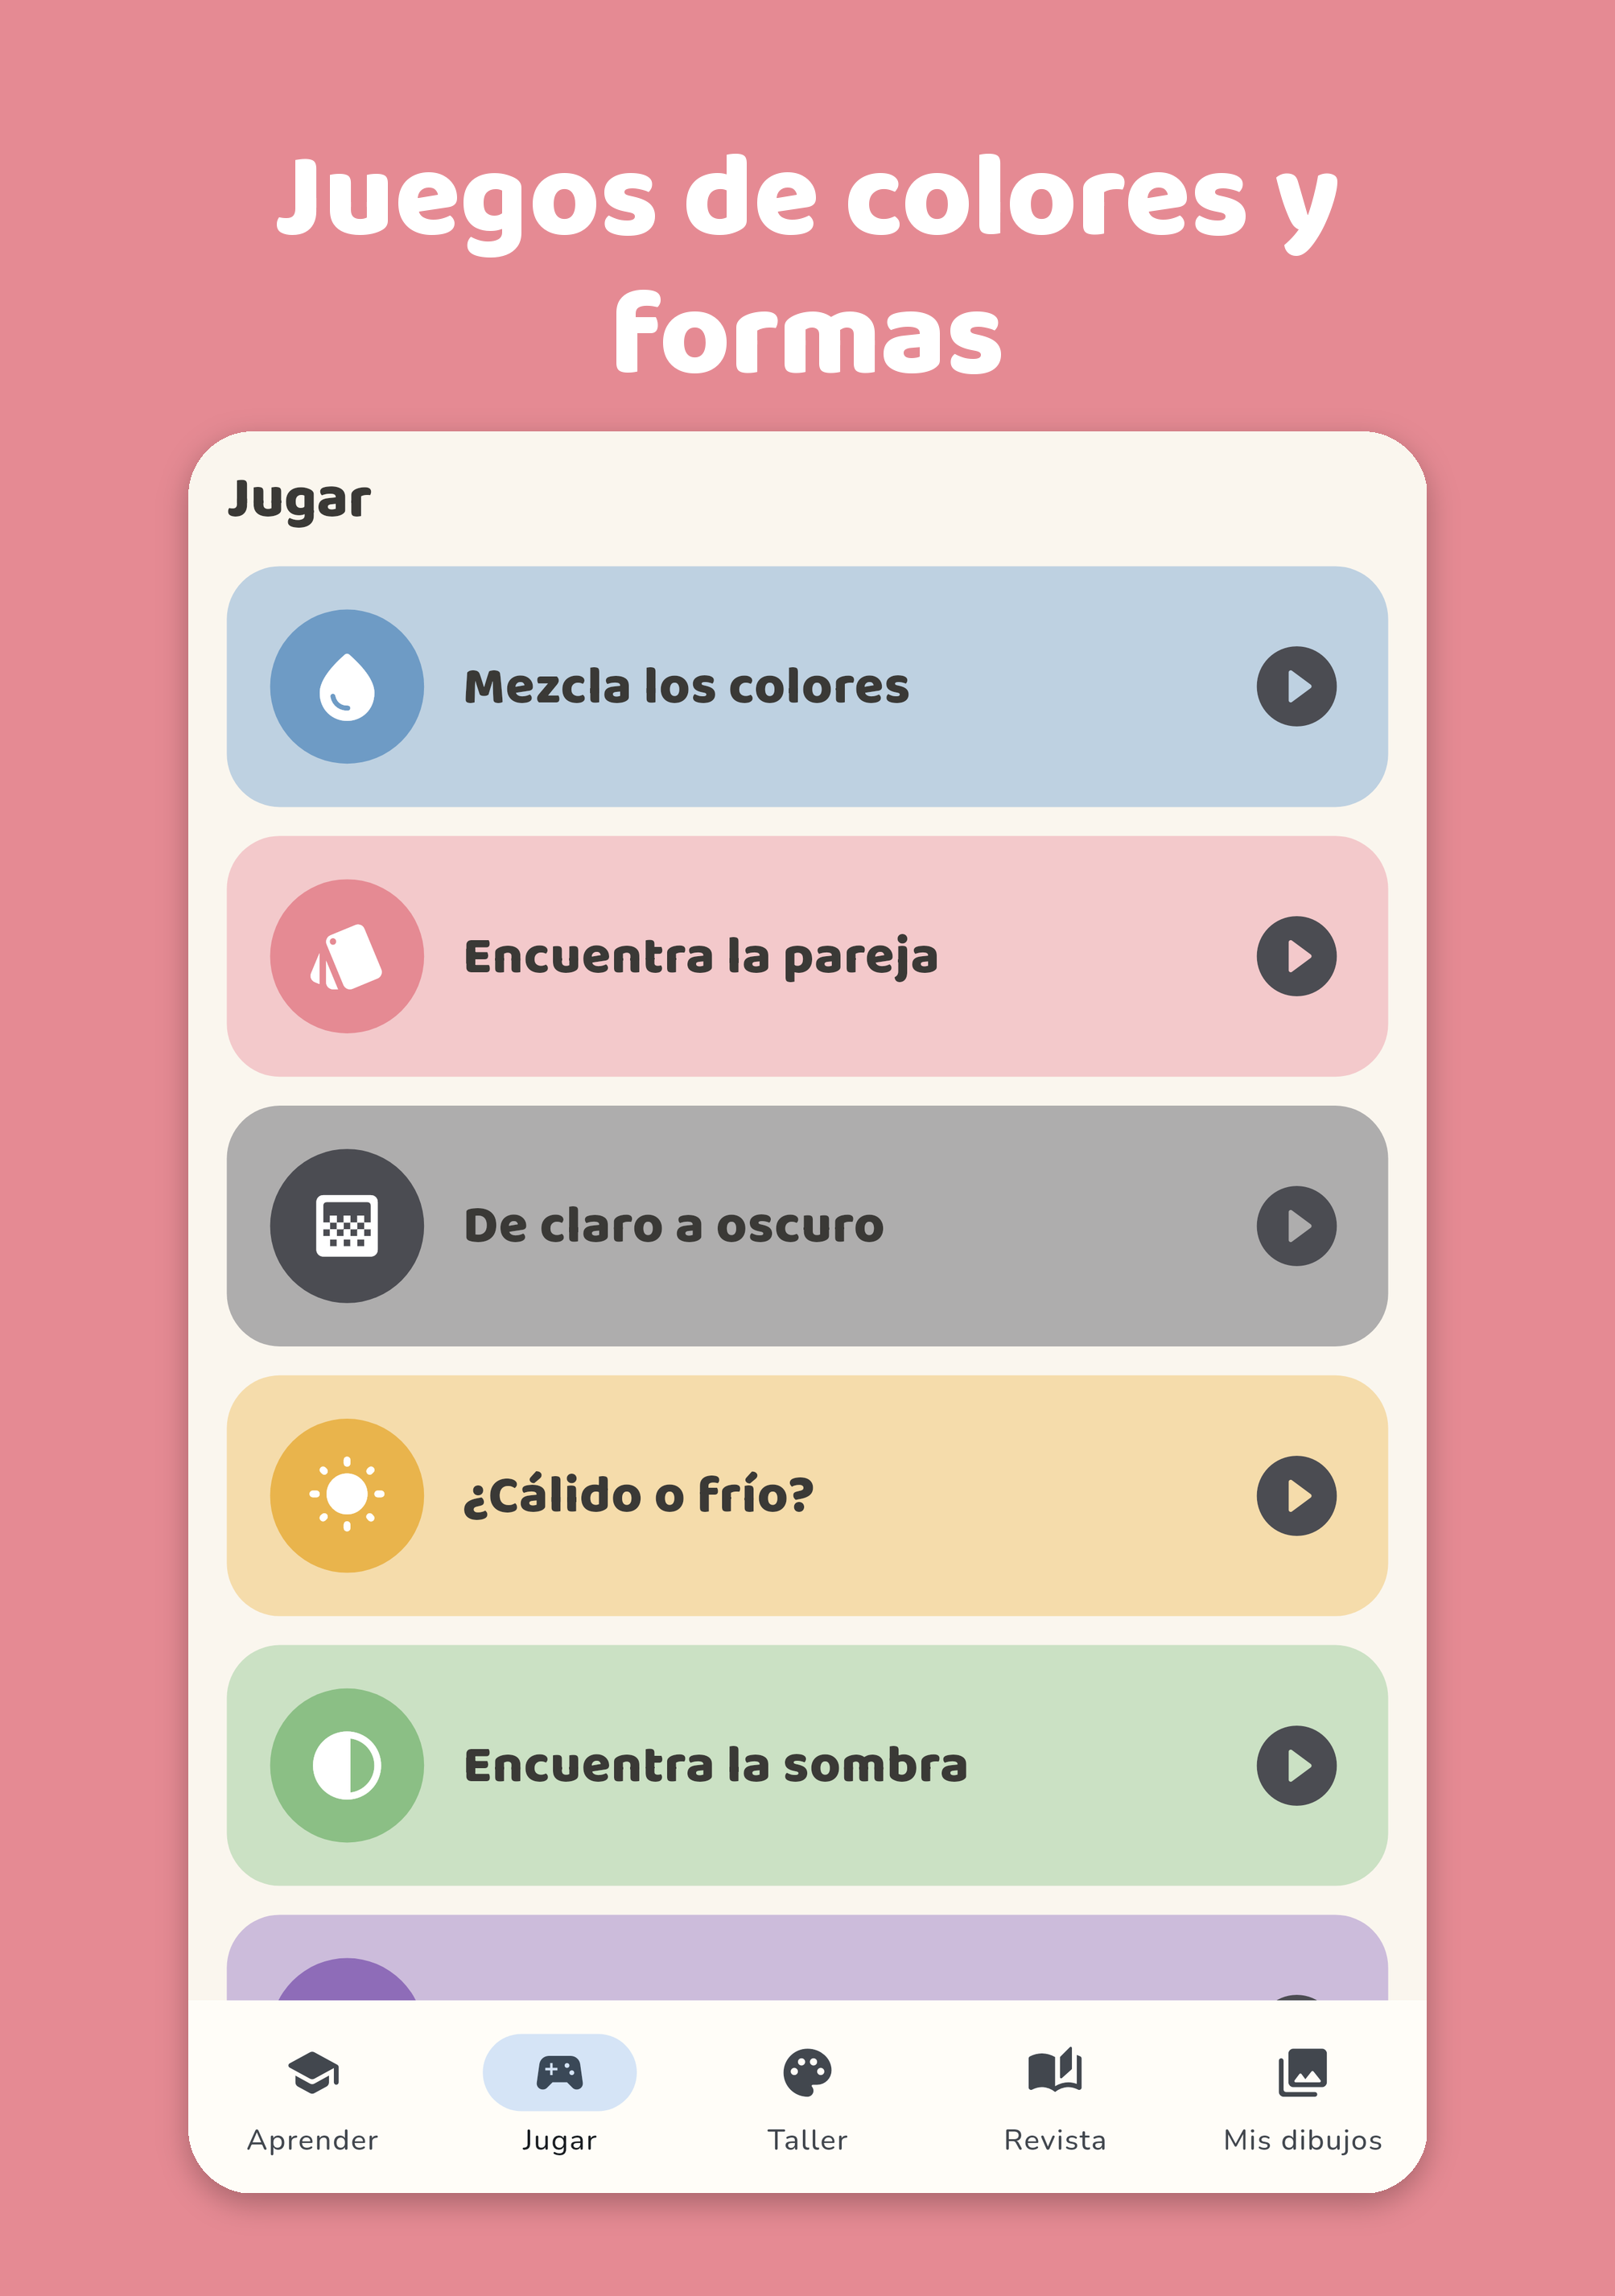 Juegos de colores y
formas
Jugar
Mezcla los colores
Encuentra la pareja
De claro a oscuro
¿Cálido o frío?
Encuentra la sombra
Aprender
Jugar
Taller
Revista
Mis dibujos